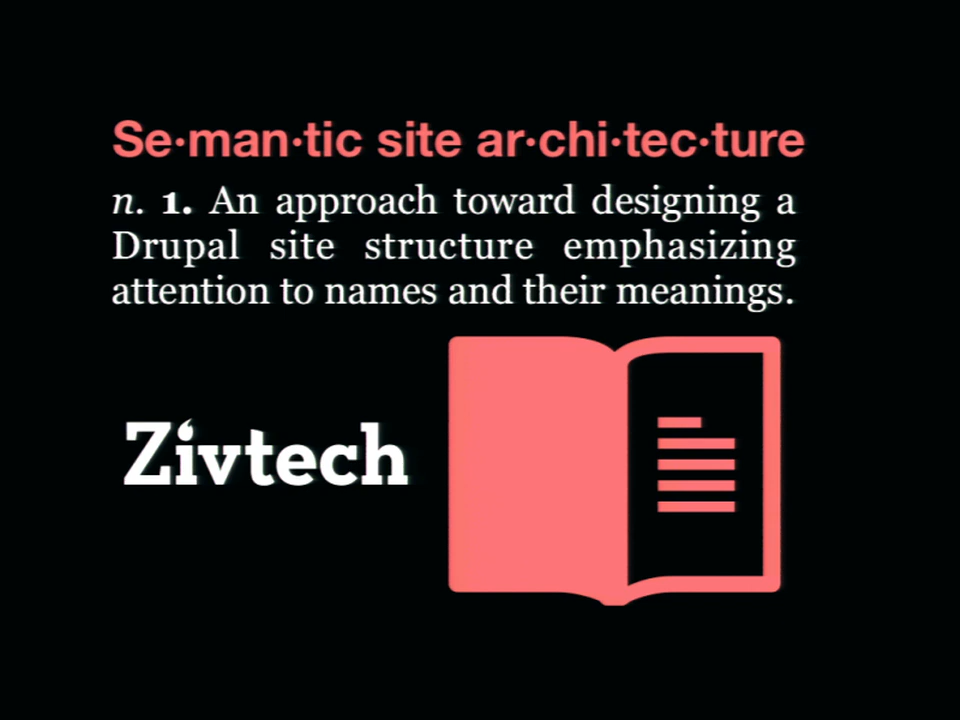 Se·man·tic site ar·chi·tec·ture
n. 1. An approach toward designing a
Drupal site structure emphasizing
attention to names and their meanings.
Zivtech